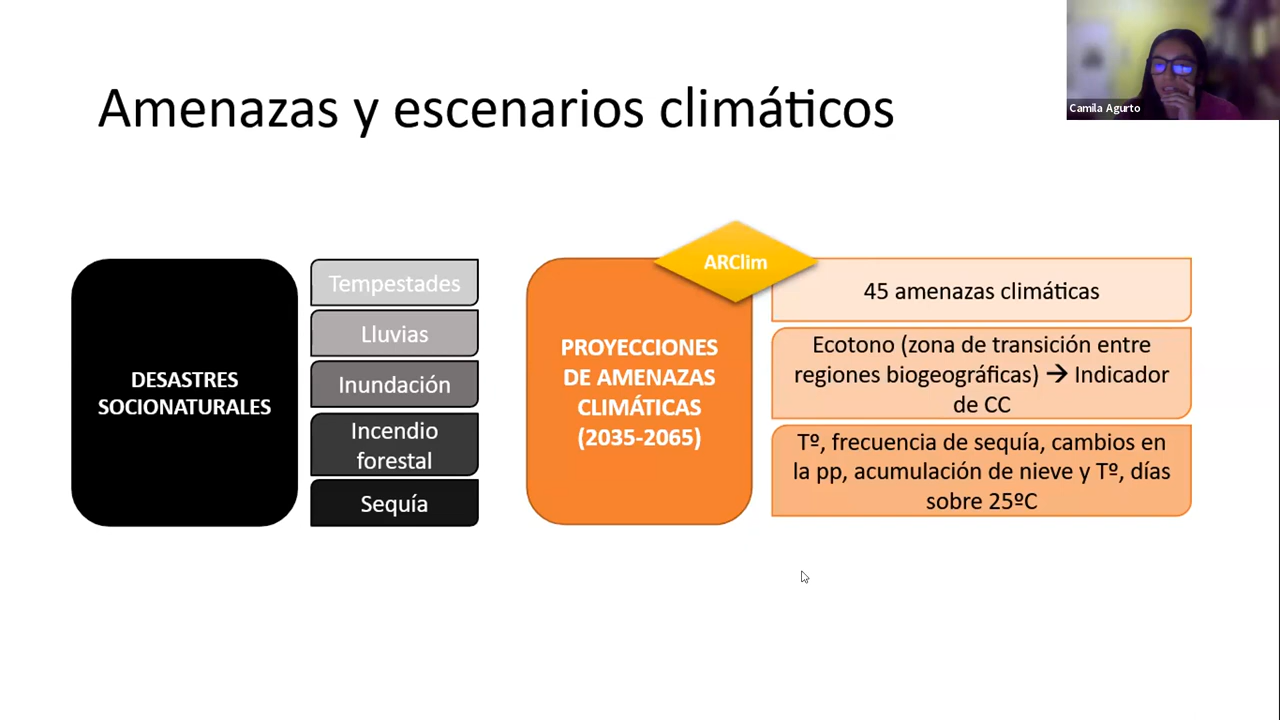 Amenazas y escenarios climáticos
Camila Agurto
DESASTRES
SOCIONATURALES
Tempestades
Lluvias
Inundación
Incendio
forestal
Sequía
ARClim
PROYECCIONES
DE AMENAZAS
CLIMÁTICAS
(2035-2065)
45 amenazas climáticas
Ecotono (zona de transición entre
regiones biogeográficas) → Indicador
de CC
Tº, frecuencia de sequía, cambios en
la pp, acumulación de nieve y Tº, días
sobre 25ºC